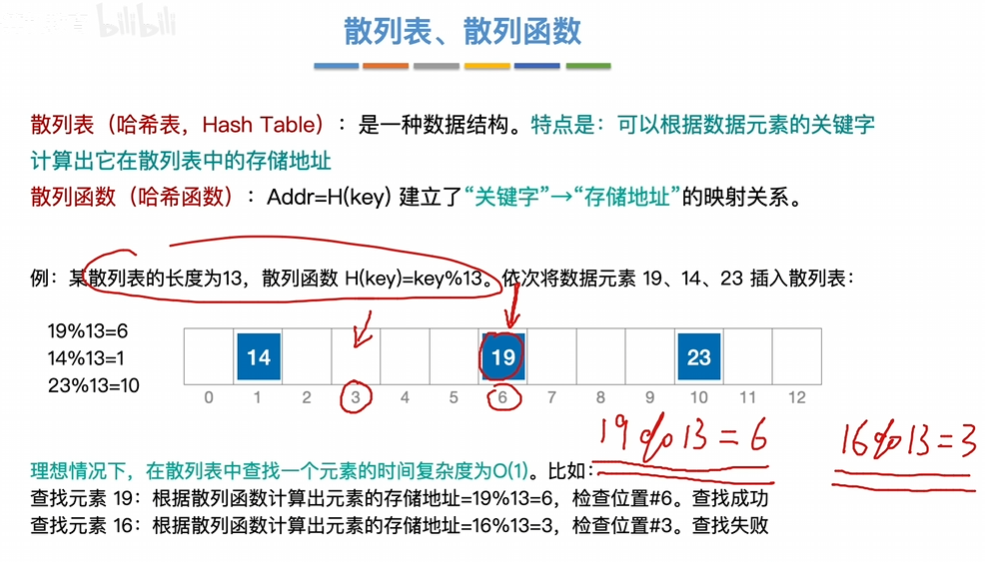 bilibili
散列表、散列函数
散列表（哈希表，Hash Table）：是一种数据结构。特点是：可以根据数据元素的关键字
计算出它在散列表中的存储地址
散列函数（哈希函数）：Addr=H(key) 建立了“关键字”→“存储地址”的映射关系。
例：某散列表的长度为13，散列函数 H(key)=key%13。依次将数据元素 19、14、23 插入散列表：
19%13=6
14%13=1
23%13=10
14 19 23
0 1 2 3 4 5 6 7 8 9 10 11 12
19%13=6
16%13=3
理想情况下，在散列表中查找一个元素的时间复杂度为O(1)。比如：
查找元素 19：根据散列函数计算出元素的存储地址=19%13=6，检查位置#6。查找成功
查找元素 16：根据散列函数计算出元素的存储地址=16%13=3，检查位置#3。查找失败